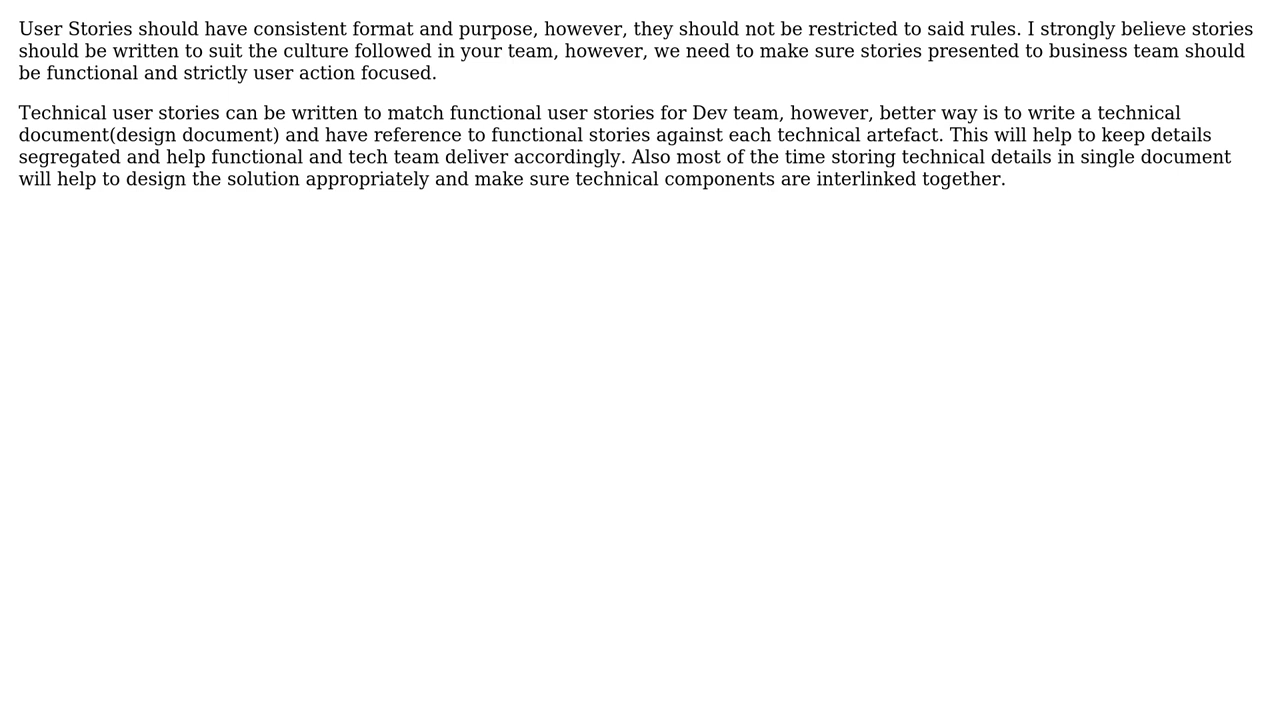 User Stories should have consistent format and purpose, however, they should not be restricted to said rules. I strongly believe stories
should be written to suit the culture followed in your team, however, we need to make sure stories presented to business team should
be functional and strictly user action focused.
Technical user stories can be written to match functional user stories for Dev team, however, better way is to write a technical
document(design document) and have reference to functional stories against each technical artefact. This will help to keep details
segregated and help functional and tech team deliver accordingly. Also most of the time storing technical details in single document
will help to design the solution appropriately and make sure technical components are interlinked together.